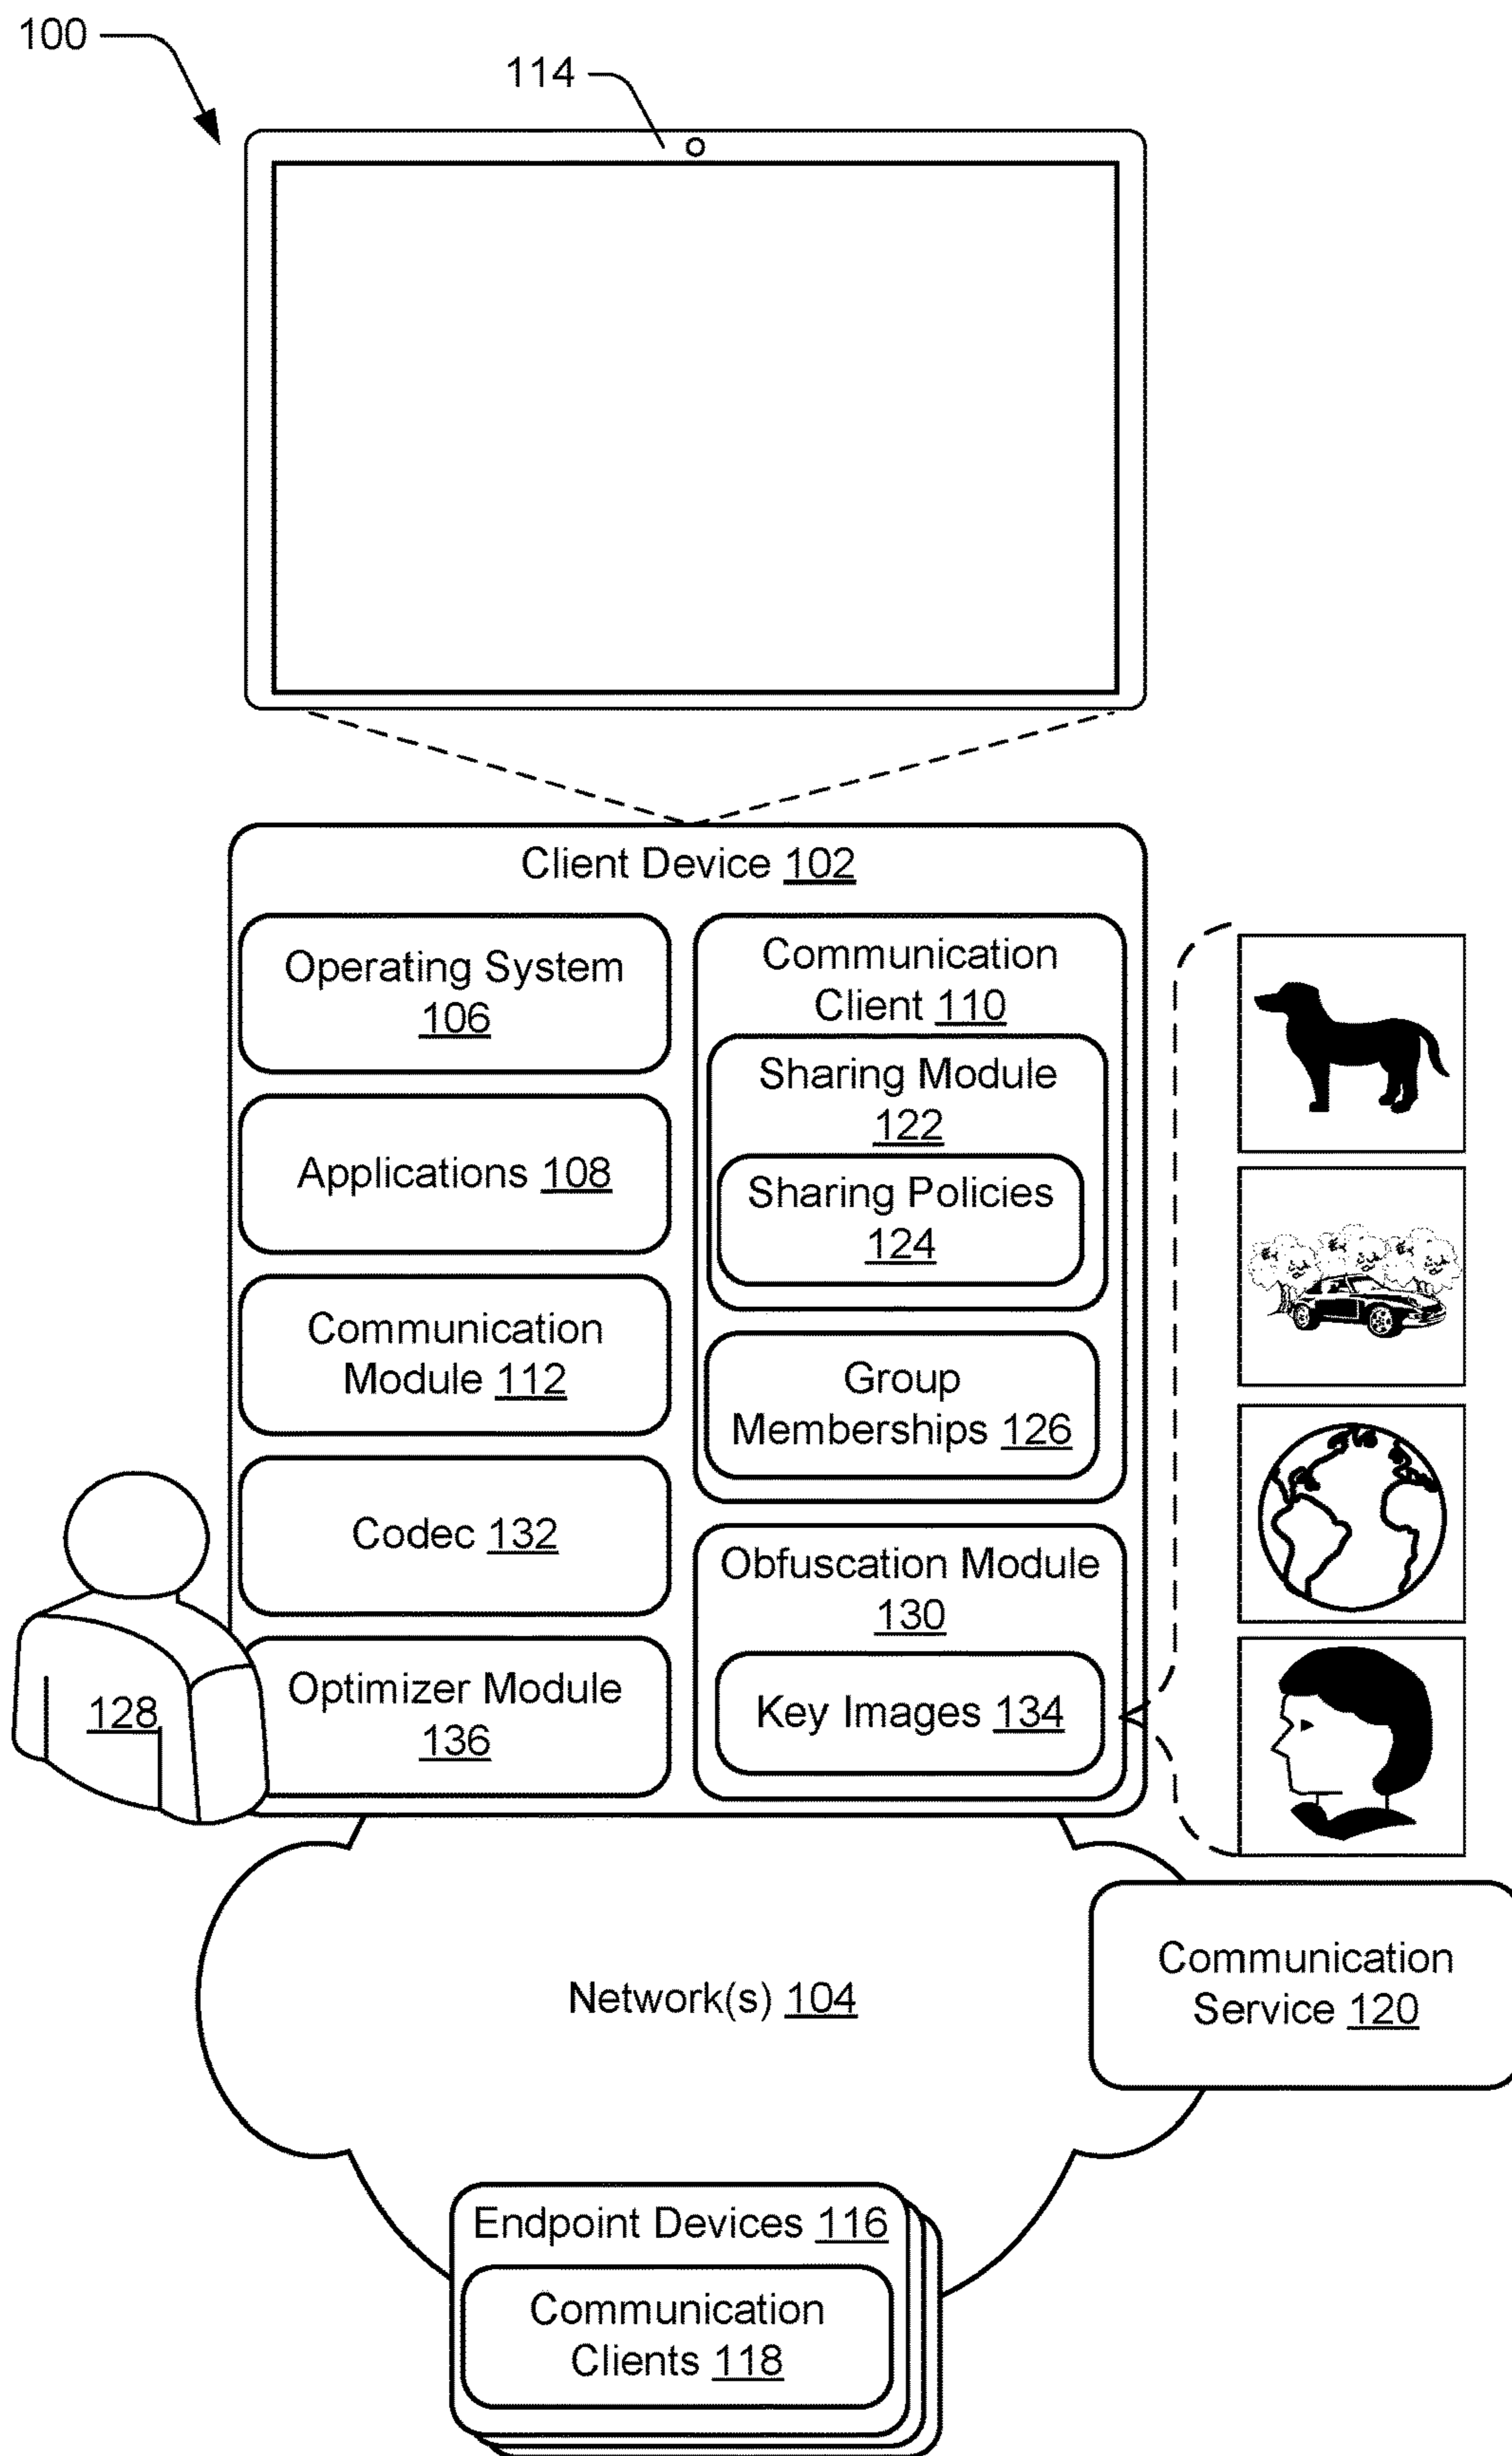 100
114
Client Device 102
Operating System
106
Applications 108
Communication
Module 112
Codec 132
Optimizer Module
136
Communication
Client 110
Sharing Module
122
Sharing Policies
124
Group
Memberships 126
Obfuscation Module
130
Key Images 134
128
Network(s) 104
Communication
Service 120
Endpoint Devices 116
Communication
Clients 118